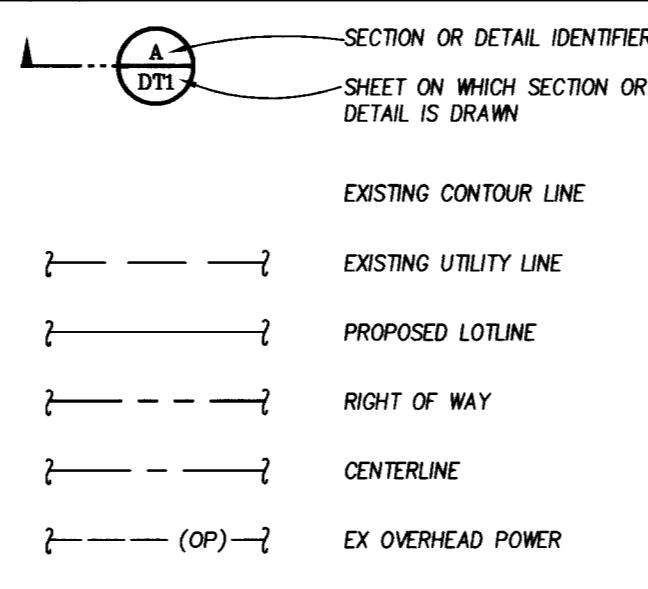 A
SECTION OR DETAIL IDENTIFIER
DT1
SHEET ON WHICH SECTION OR
DETAIL IS DRAWN
EXISTING CONTOUR LINE
EXISTING UTILITY LINE
PROPOSED LOTLINE
RIGHT OF WAY
CENTERLINE
(OP)
EX OVERHEAD POWER